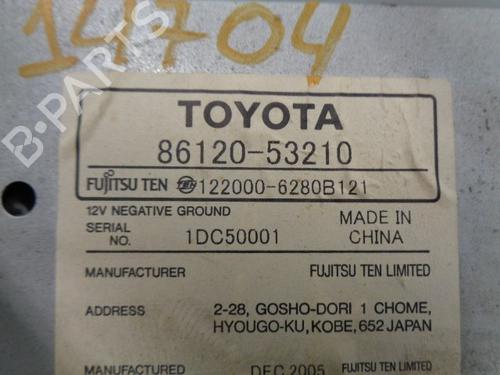 14704
B-PARTS
TOYOTA
86120-53210
FUJITSU TEN TEN 122000-6280B121
12V NEGATIVE GROUND
SERIAL NO. 1DC50001
MADE IN CHINA
MANUFACTURER FUJITSU TEN LIMITED
ADDRESS 2-28, GOSHO-DORI 1 CHOME,
HYOUGO-KU, KOBE, 652 JAPAN
MANUFACTURED DEC.2005 FUJITSU TEN LIMITED